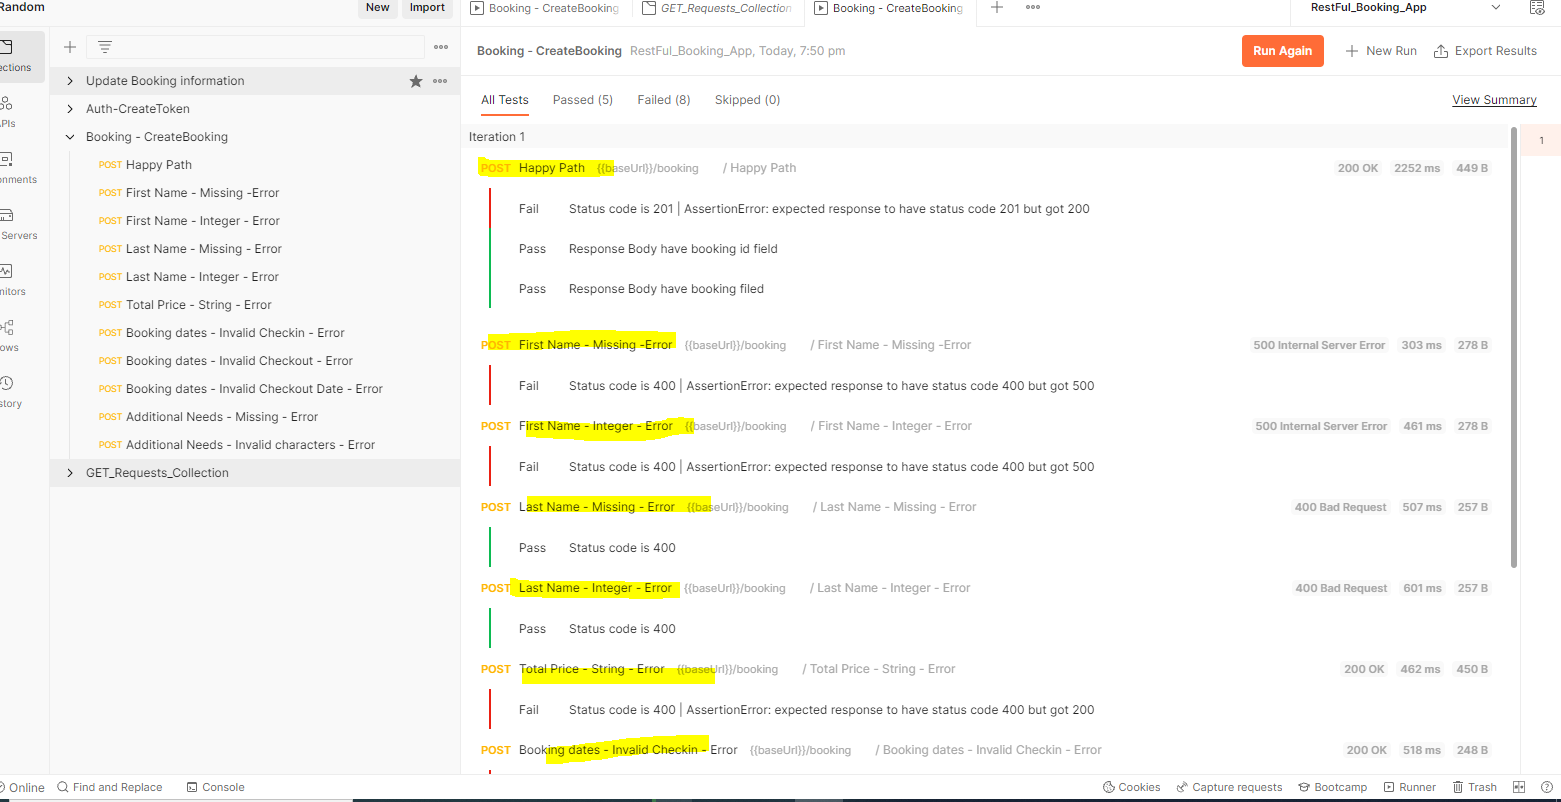 Random
New
Import
Booking - CreateBooking
GET_Requests_Collection
Booking - CreateBooking
RestFul_Booking_App
Booking - CreateBooking RestFul_Booking_App, Today, 7:50 pm
Run Again
New Run
Export Results
Update Booking information
Auth-CreateToken
Booking - CreateBooking
POST Happy Path
POST First Name - Missing -Error
POST First Name - Integer - Error
POST Last Name - Missing - Error
POST Last Name - Integer - Error
POST Total Price - String - Error
POST Booking dates - Invalid Checkin - Error
POST Booking dates - Invalid Checkout - Error
POST Booking dates - Invalid Checkout Date - Error
POST Additional Needs - Missing - Error
POST Additional Needs - Invalid characters - Error
GET_Requests_Collection
ections
APIs
onments
Servers
nitors
ows
story
All Tests Passed (5) Failed (8) Skipped (0) View Summary
Iteration 1
1
POST Happy Path {{baseUrl}}/booking / Happy Path 200 OK 2252 ms 449 B
Fail Status code is 201 | AssertionError: expected response to have status code 201 but got 200
Pass Response Body have booking id field
Pass Response Body have booking filed
POST First Name - Missing -Error {{baseUrl}}/booking / First Name - Missing -Error 500 Internal Server Error 303 ms 278 B
Fail Status code is 400 | AssertionError: expected response to have status code 400 but got 500
POST First Name - Integer - Error {{baseUrl}}/booking / First Name - Integer - Error 500 Internal Server Error 461 ms 278 B
Fail Status code is 400 | AssertionError: expected response to have status code 400 but got 500
POST Last Name - Missing - Error {{baseUrl}}/booking / Last Name - Missing - Error 400 Bad Request 507 ms 257 B
Pass Status code is 400
POST Last Name - Integer - Error {{baseUrl}}/booking / Last Name - Integer - Error 400 Bad Request 601 ms 257 B
Pass Status code is 400
POST Total Price - String - Error {{baseUrl}}/booking / Total Price - String - Error 200 OK 462 ms 450 B
Fail Status code is 400 | AssertionError: expected response to have status code 400 but got 200
POST Booking dates - Invalid Checkin - Error {{baseUrl}}/booking / Booking dates - Invalid Checkin - Error 200 OK 518 ms 248 B
Online Find and Replace Console Cookies Capture requests Bootcamp Runner Trash